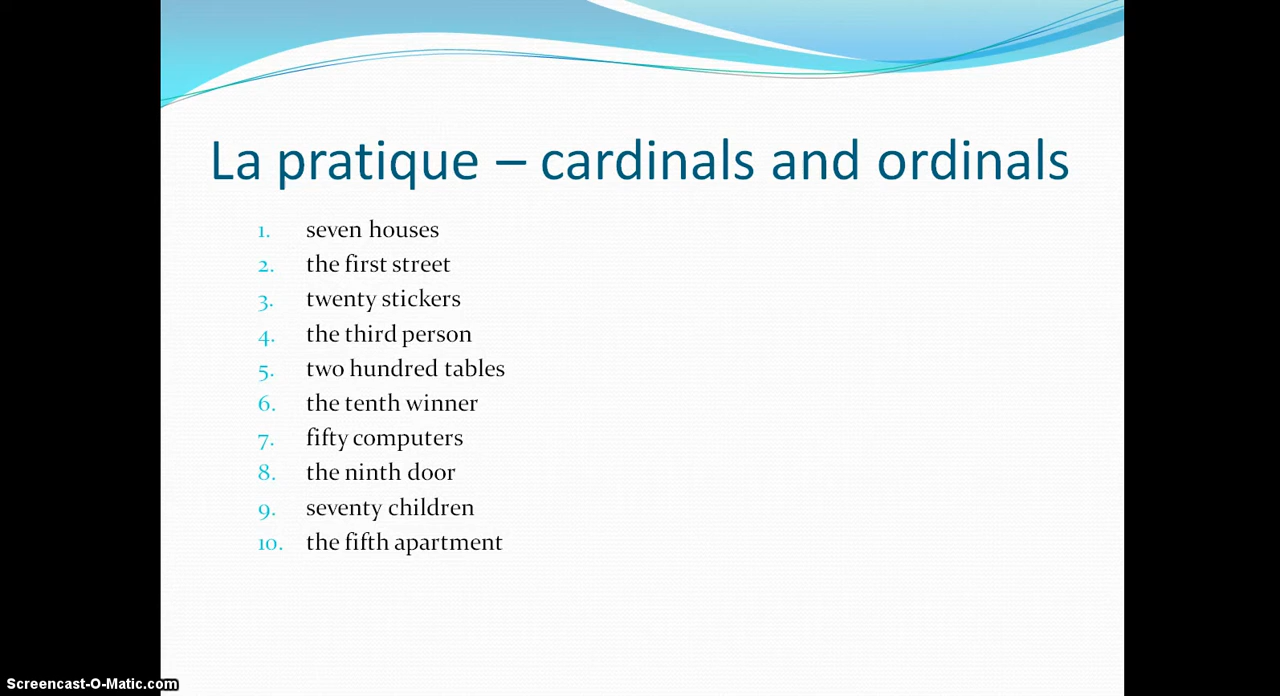 La pratique – cardinals and ordinals
1. seven houses
2. the first street
3. twenty stickers
4. the third person
5. two hundred tables
6. the tenth winner
7. fifty computers
8. the ninth door
9. seventy children
10. the fifth apartment
Screencast-O-Matic.com